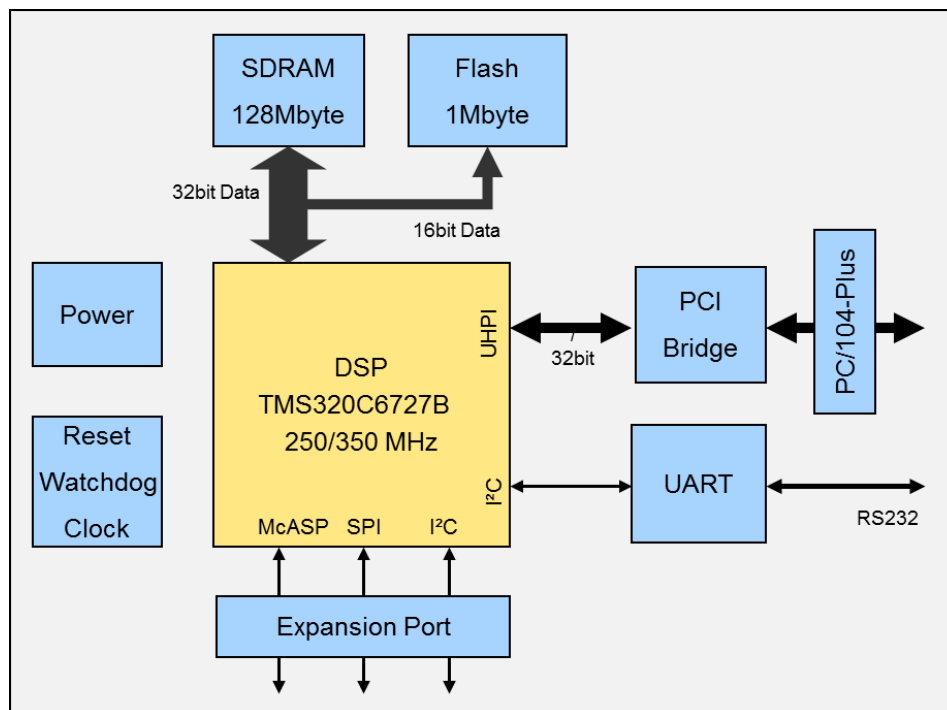 SDRAM
128Mbyte
Flash
1Mbyte
32bit Data
16bit Data
Power
Reset
Watchdog
Clock
DSP
TMS320C6727B
250/350 MHz
UHPI
I²C
McASP
SPI
I²C
32bit
PCI
Bridge
PC/104-Plus
UART
RS232
Expansion Port